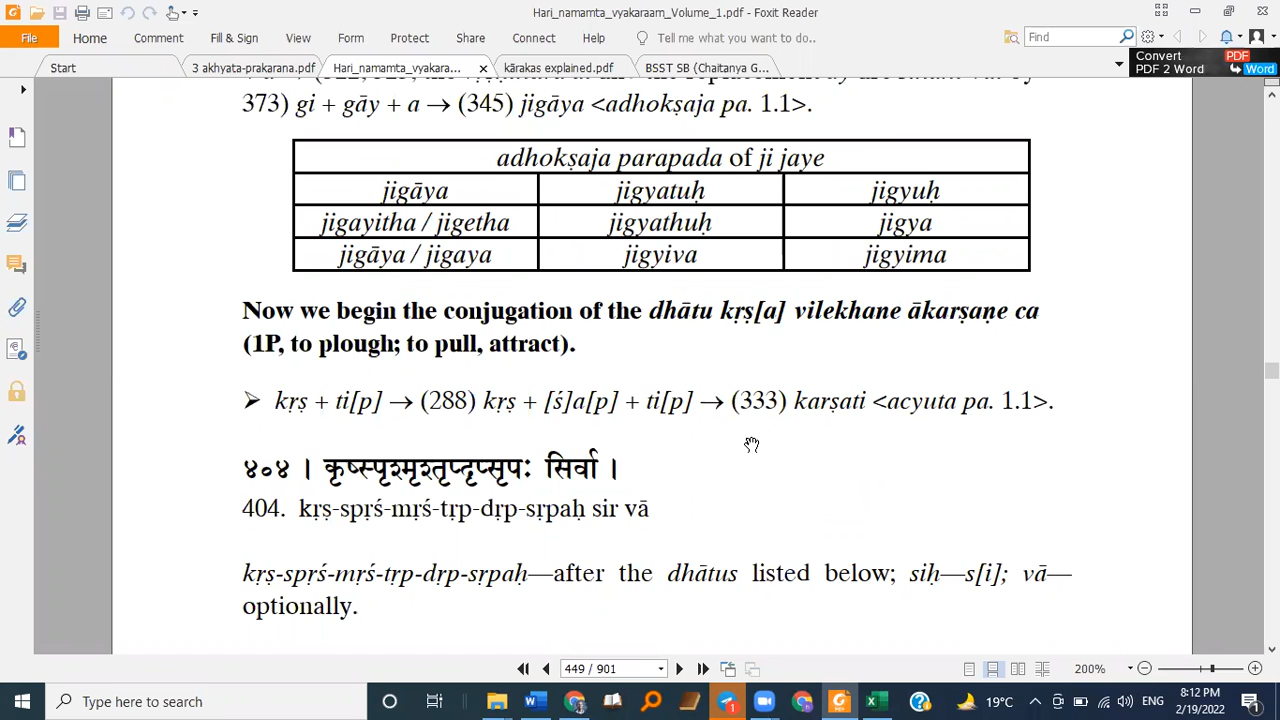 Hari_namamta_vyakaraam_Volume_1.pdf - Foxit Reader
File Home Comment Fill & Sign View Form Protect Share Connect Help Tell me what you want to do... Find
Start 3 akhyata-prakarana.pdf Hari_namamta_vyakara... kārakas explained.pdf BSST SB (Chaitanya G...
Convert PDF
PDF 2 Word Word
373) gi + gāy + a → (345) jigāya <adhokṣaja pa. 1.1>.
adhokṣaja parapada of ji jaye
jigāya jigyatuḥ jigyuḥ
jigayitha / jigetha jigyathuḥ jigya
jigāya / jigaya jigyiva jigyima
Now we begin the conjugation of the dhātu kṛṣ[a] vilekhane ākarṣaṇe ca
(1P, to plough; to pull, attract).
➢ kṛṣ + ti[p] → (288) kṛṣ + [ś]a[p] + ti[p] → (333) karṣati <acyuta pa. 1.1>.
४०४ । कृष्स्पृश्मृश्तृप्दृप्सृपः सिर्वा ।
404. kṛṣ-spṛś-mṛś-tṛp-dṛp-sṛpaḥ sir vā
kṛṣ-spṛś-mṛś-tṛp-dṛp-sṛpaḥ—after the dhātus listed below; siḥ—s[i]; vā—
optionally.
449 / 901 200%
Type here to search 19°C ENG 8:12 PM
2/19/2022